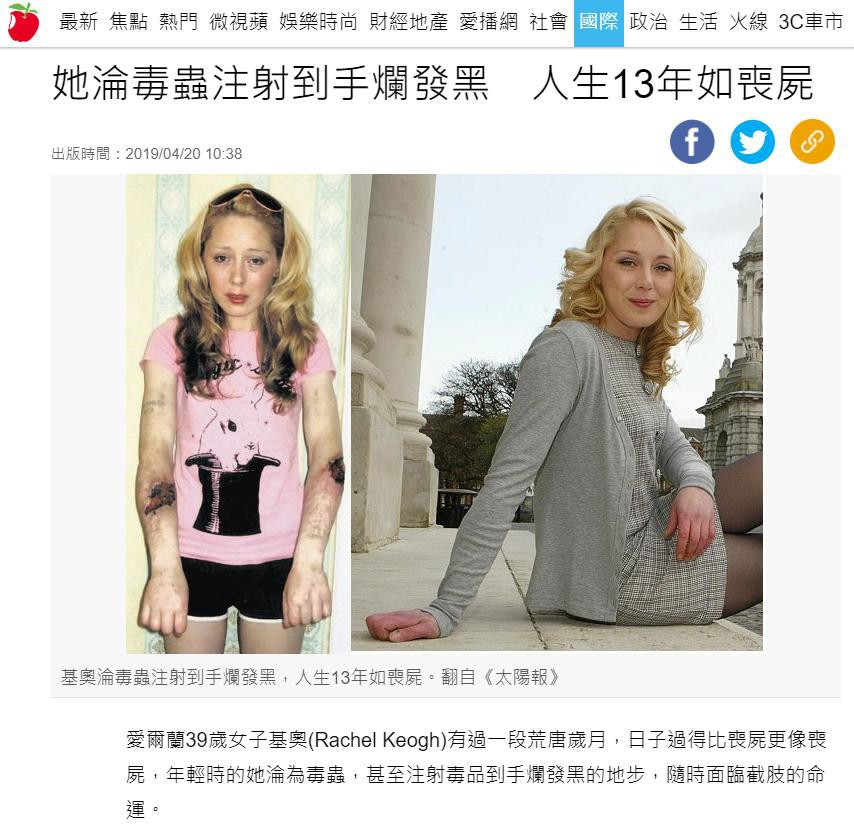 最新 焦點 熱門 微視蘋 娛樂時尚 財經地產 愛播網 社會 國際 政治 生活 火線 3C車市
她淪毒蟲注射到手爛發黑　人生13年如喪屍
出版時間：2019/04/20 10:38
基奧淪毒蟲注射到手爛發黑，人生13年如喪屍。翻自《太陽報》
愛爾蘭39歲女子基奧(Rachel Keogh)有過一段荒唐歲月，日子過得比喪屍更像喪
屍，年輕時的她淪為毒蟲，甚至注射毒品到手爛發黑的地步，隨時面臨截肢的命
運。